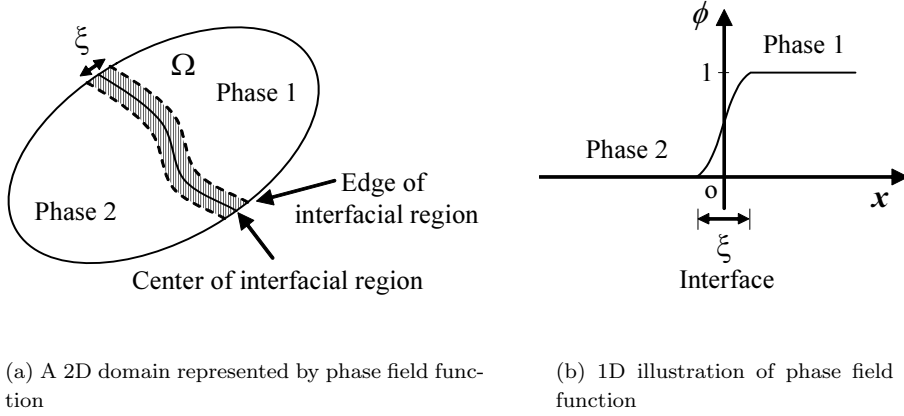 ξ
Ω
Phase 1
Phase 2
Edge of
interfacial region
Center of interfacial region
ϕ
Phase 1
1
Phase 2
o
x
ξ
Interface
(a) A 2D domain represented by phase field func-
tion
(b) 1D illustration of phase field
function